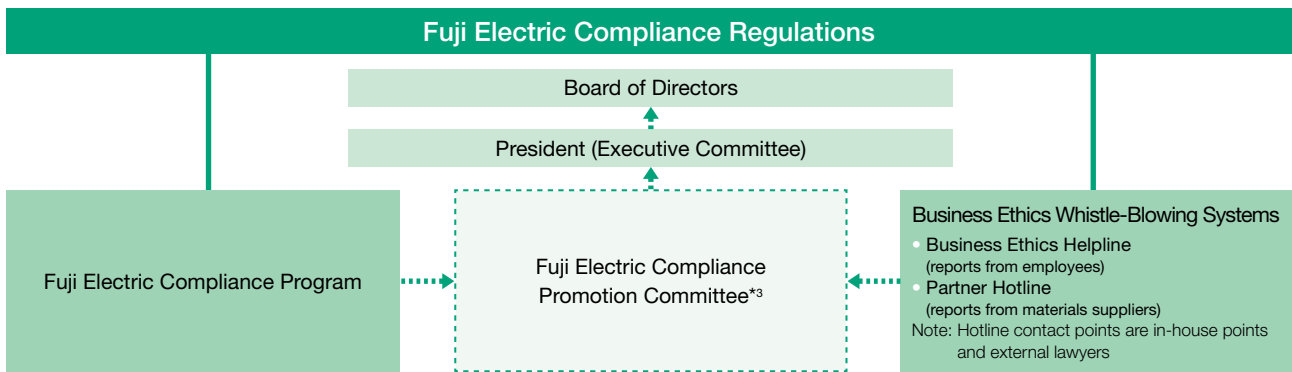 Fuji Electric Compliance Regulations
Board of Directors
President (Executive Committee)
Fuji Electric Compliance Program
Fuji Electric Compliance
Promotion Committee*3
Business Ethics Whistle-Blowing Systems
• Business Ethics Helpline
(reports from employees)
• Partner Hotline
(reports from materials suppliers)
Note: Hotline contact points are in-house points
and external lawyers